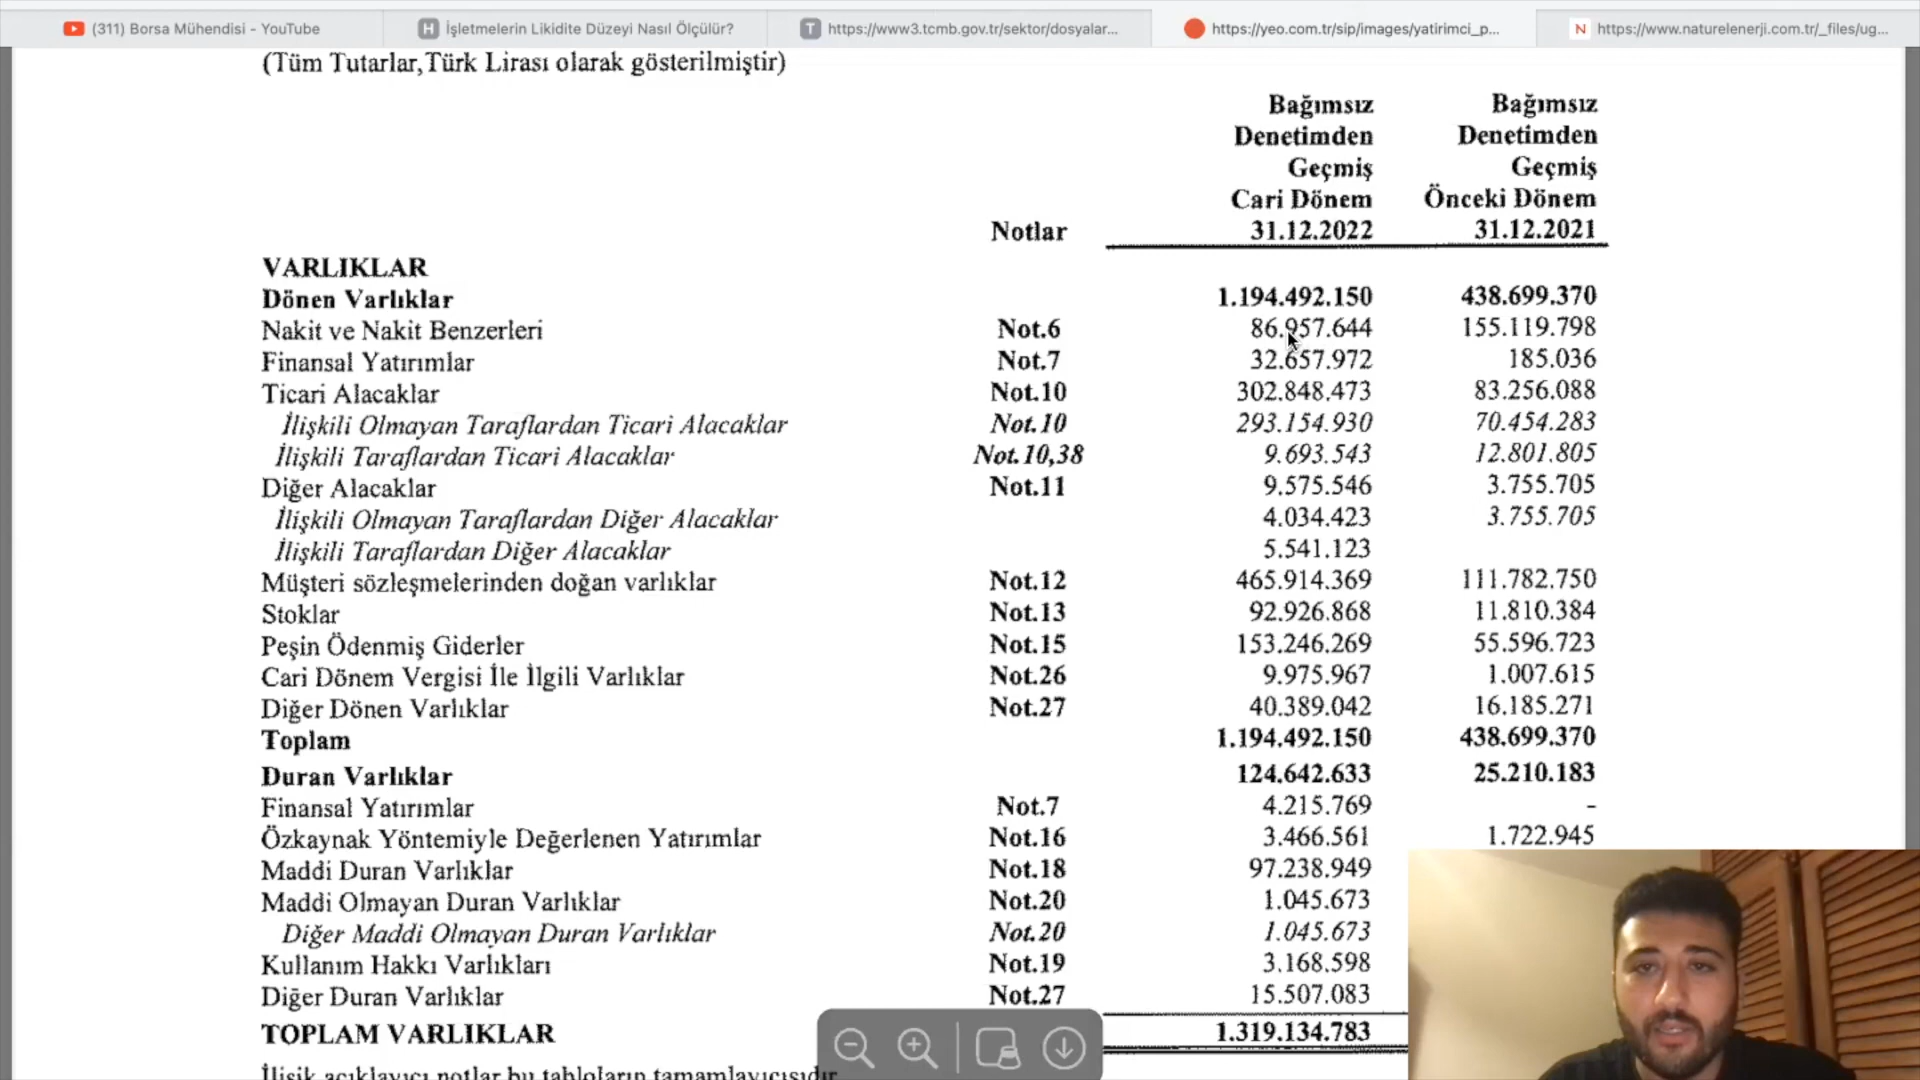 (311) Borsa Mühendisi - YouTube
H İşletmelerin Likidite Düzeyi Nasıl Ölçülür?
T https://www3.tcmb.gov.tr/sektor/dosyalar...
https://yeo.com.tr/sip/images/yatirimci_p...
N https://www.naturelenerji.com.tr/_files/ug...
(Tüm Tutarlar, Türk Lirası olarak gösterilmiştir)
Bağımsız Bağımsız
Denetimden Denetimden
Geçmiş Geçmiş
Cari Dönem Önceki Dönem
Notlar 31.12.2022 31.12.2021
VARLIKLAR
Dönen Varlıklar 1.194.492.150 438.699.370
Nakit ve Nakit Benzerleri Not.6 86.957.644 155.119.798
Finansal Yatırımlar Not.7 32.657.972 185.036
Ticari Alacaklar Not.10 302.848.473 83.256.088
İlişkili Olmayan Taraflardan Ticari Alacaklar Not.10 293.154.930 70.454.283
İlişkili Taraflardan Ticari Alacaklar Not.10,38 9.693.543 12.801.805
Diğer Alacaklar Not.11 9.575.546 3.755.705
İlişkili Olmayan Taraflardan Diğer Alacaklar 4.034.423 3.755.705
İlişkili Taraflardan Diğer Alacaklar 5.541.123
Müşteri sözleşmelerinden doğan varlıklar Not.12 465.914.369 111.782.750
Stoklar Not.13 92.926.868 11.810.384
Peşin Ödenmiş Giderler Not.15 153.246.269 55.596.723
Cari Dönem Vergisi İle İlgili Varlıklar Not.26 9.975.967 1.007.615
Diğer Dönen Varlıklar Not.27 40.389.042 16.185.271
Toplam 1.194.492.150 438.699.370
Duran Varlıklar 124.642.633 25.210.183
Finansal Yatırımlar Not.7 4.215.769 -
Özkaynak Yöntemiyle Değerlenen Yatırımlar Not.16 3.466.561 1.722.945
Maddi Duran Varlıklar Not.18 97.238.949
Maddi Olmayan Duran Varlıklar Not.20 1.045.673
Diğer Maddi Olmayan Duran Varlıklar Not.20 1.045.673
Kullanım Hakkı Varlıkları Not.19 3.168.598
Diğer Duran Varlıklar Not.27 15.507.083
TOPLAM VARLIKLAR 1.319.134.783
İlişik açıklayıcı notlar bu tabloların tamamlayıcısıdır